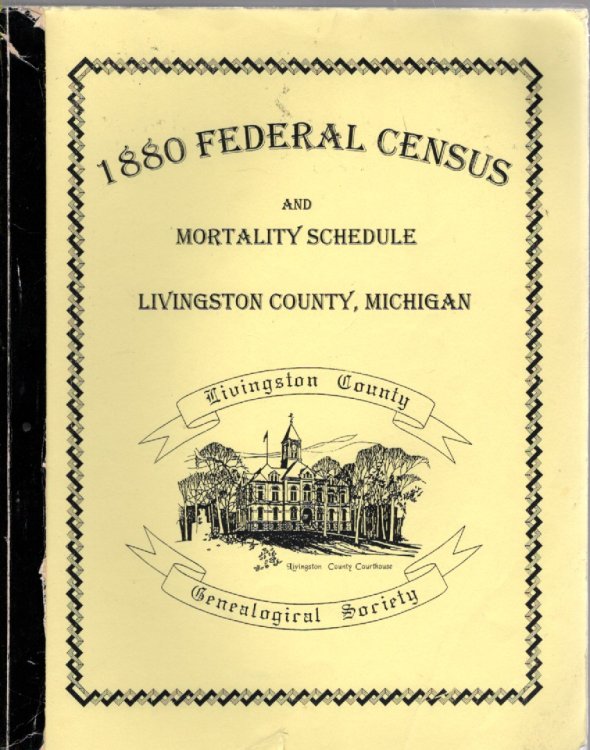 1880 FEDERAL CENSUS
AND
MORTALITY SCHEDULE
LIVINGSTON COUNTY, MICHIGAN
Livingston County
Livingston County Courthouse
Genealogical Society